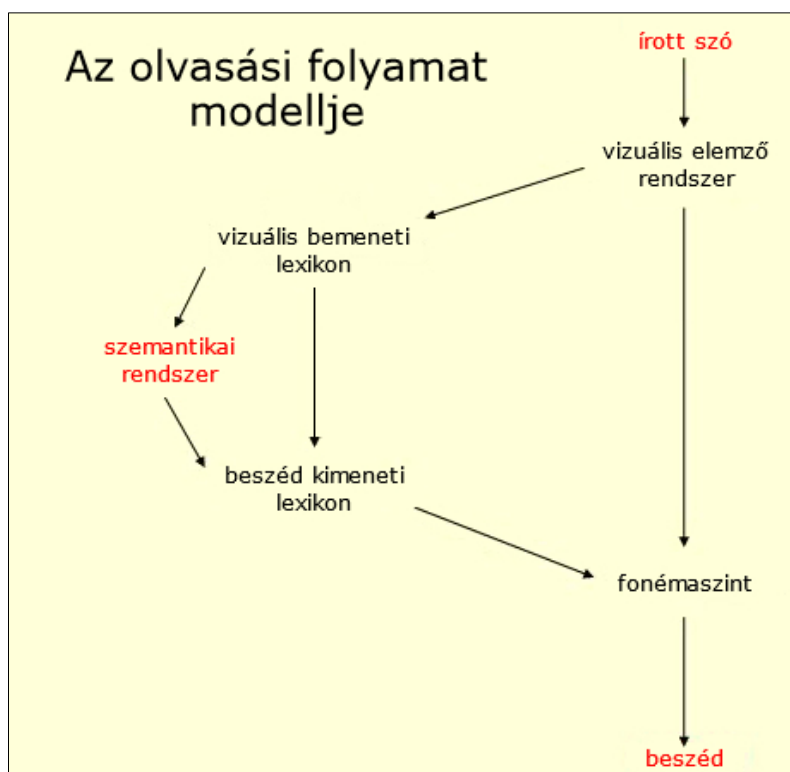 Az olvasási folyamat
modellje
írott szó
vizuális elemző
rendszer
vizuális bemeneti
lexikon
szemantikai
rendszer
beszéd kimeneti
lexikon
fonémaszint
beszéd